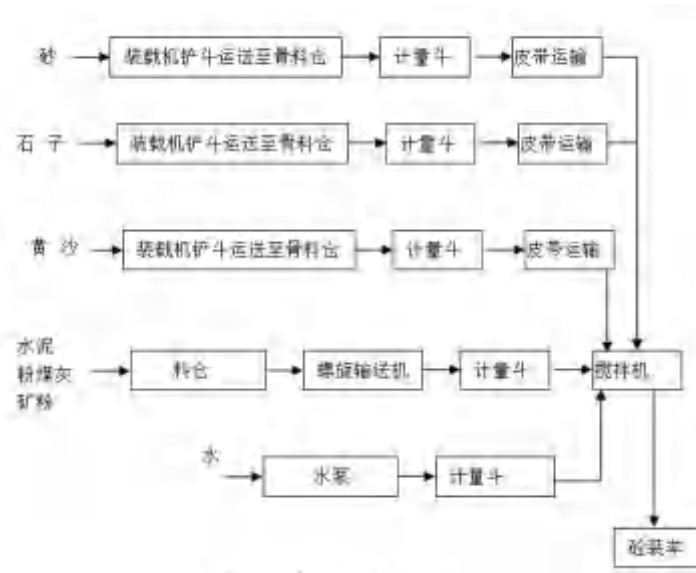 砂
装载机铲斗运送至骨料仓
计量斗
皮带运输
石 子
装载机铲斗运送至骨料仓
计量斗
皮带运输
黄 沙
装载机铲斗运送至骨料仓
计量斗
皮带运输
水泥
粉煤灰
矿粉
料仓
螺旋输送机
计量斗
搅拌机
水
水泵
计量斗
砼装车